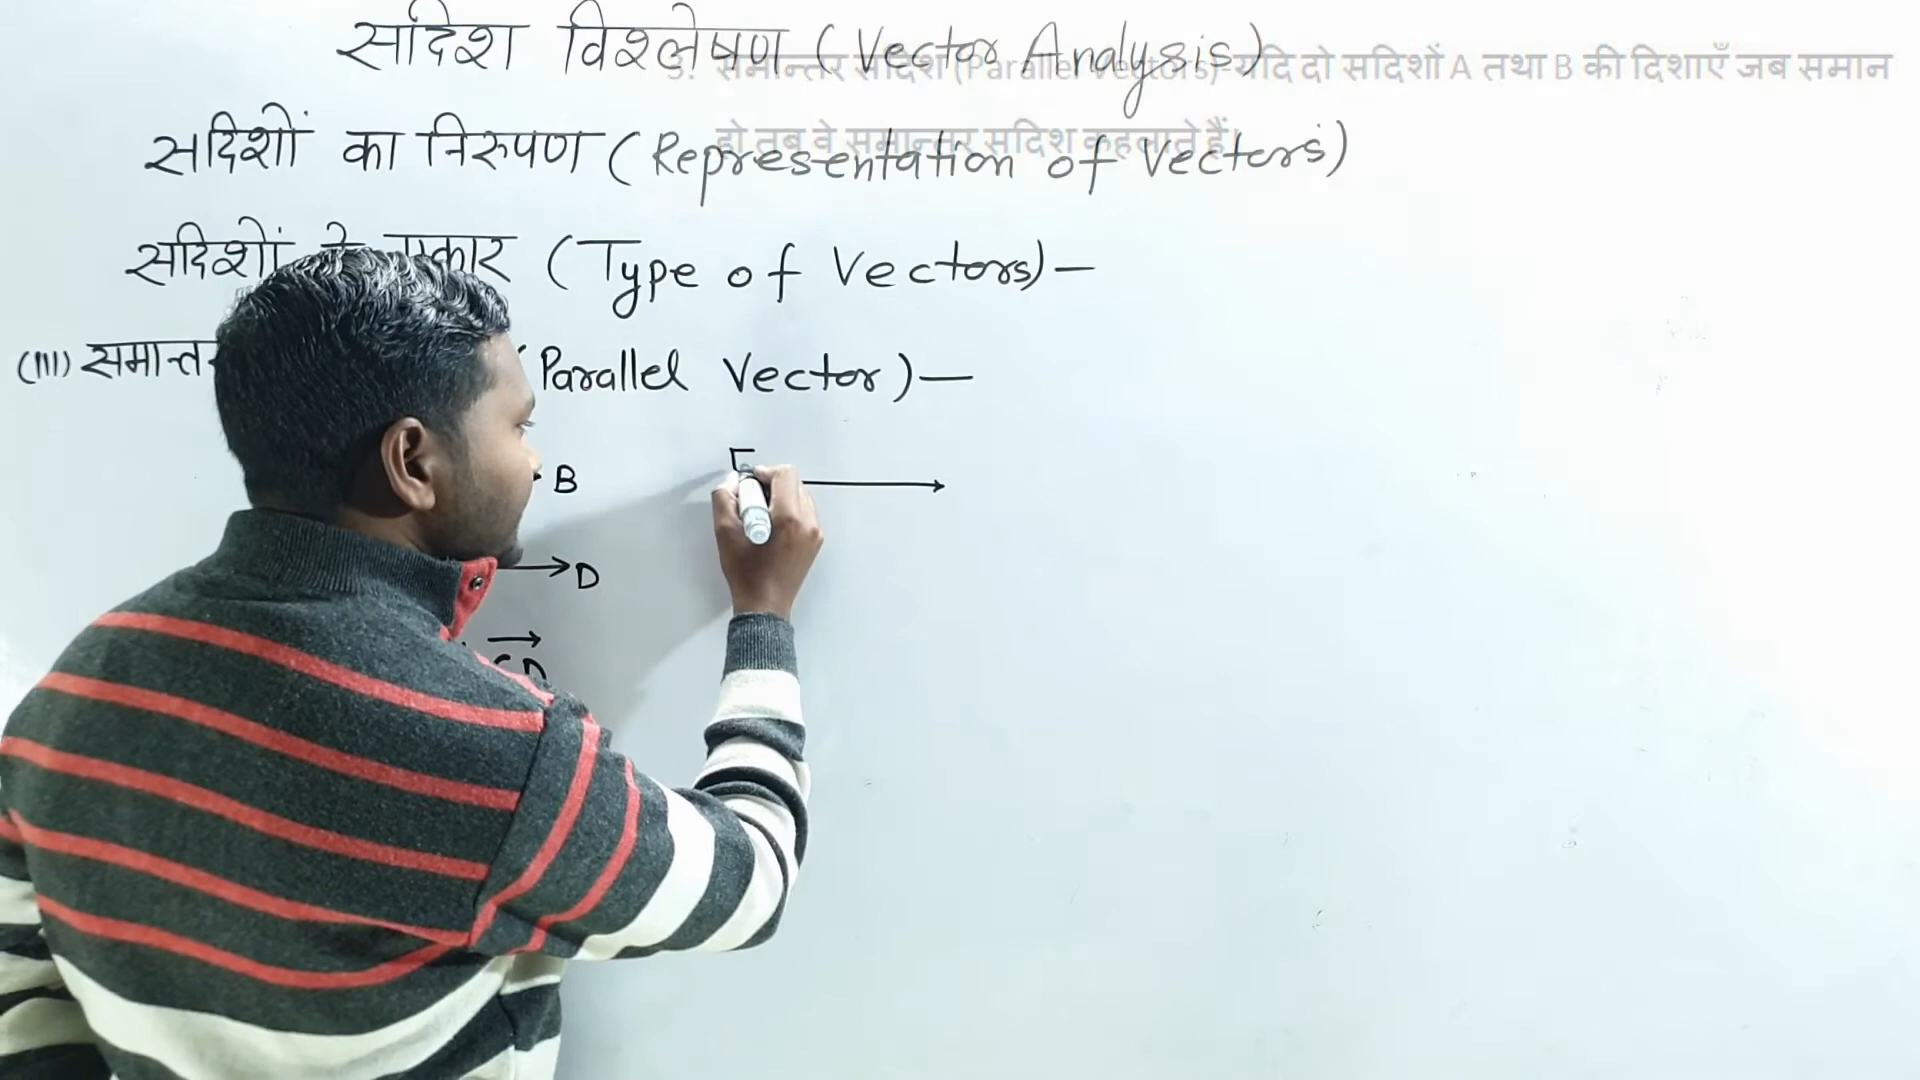 सदिश विश्लेषण (Vector Analysis)
3. समान्तर सदिश (Parallel Vectors)- यदि दो सदिशों A तथा B की दिशाएँ जब समान
हो तब वे समान्तर सदिश कहलाते हैं।
सदिशों का निरुपण (Representation of Vectors)
सदिशों के प्रकार (Type of Vectors)-
(III) (Parallel Vector)-
B
D
CD